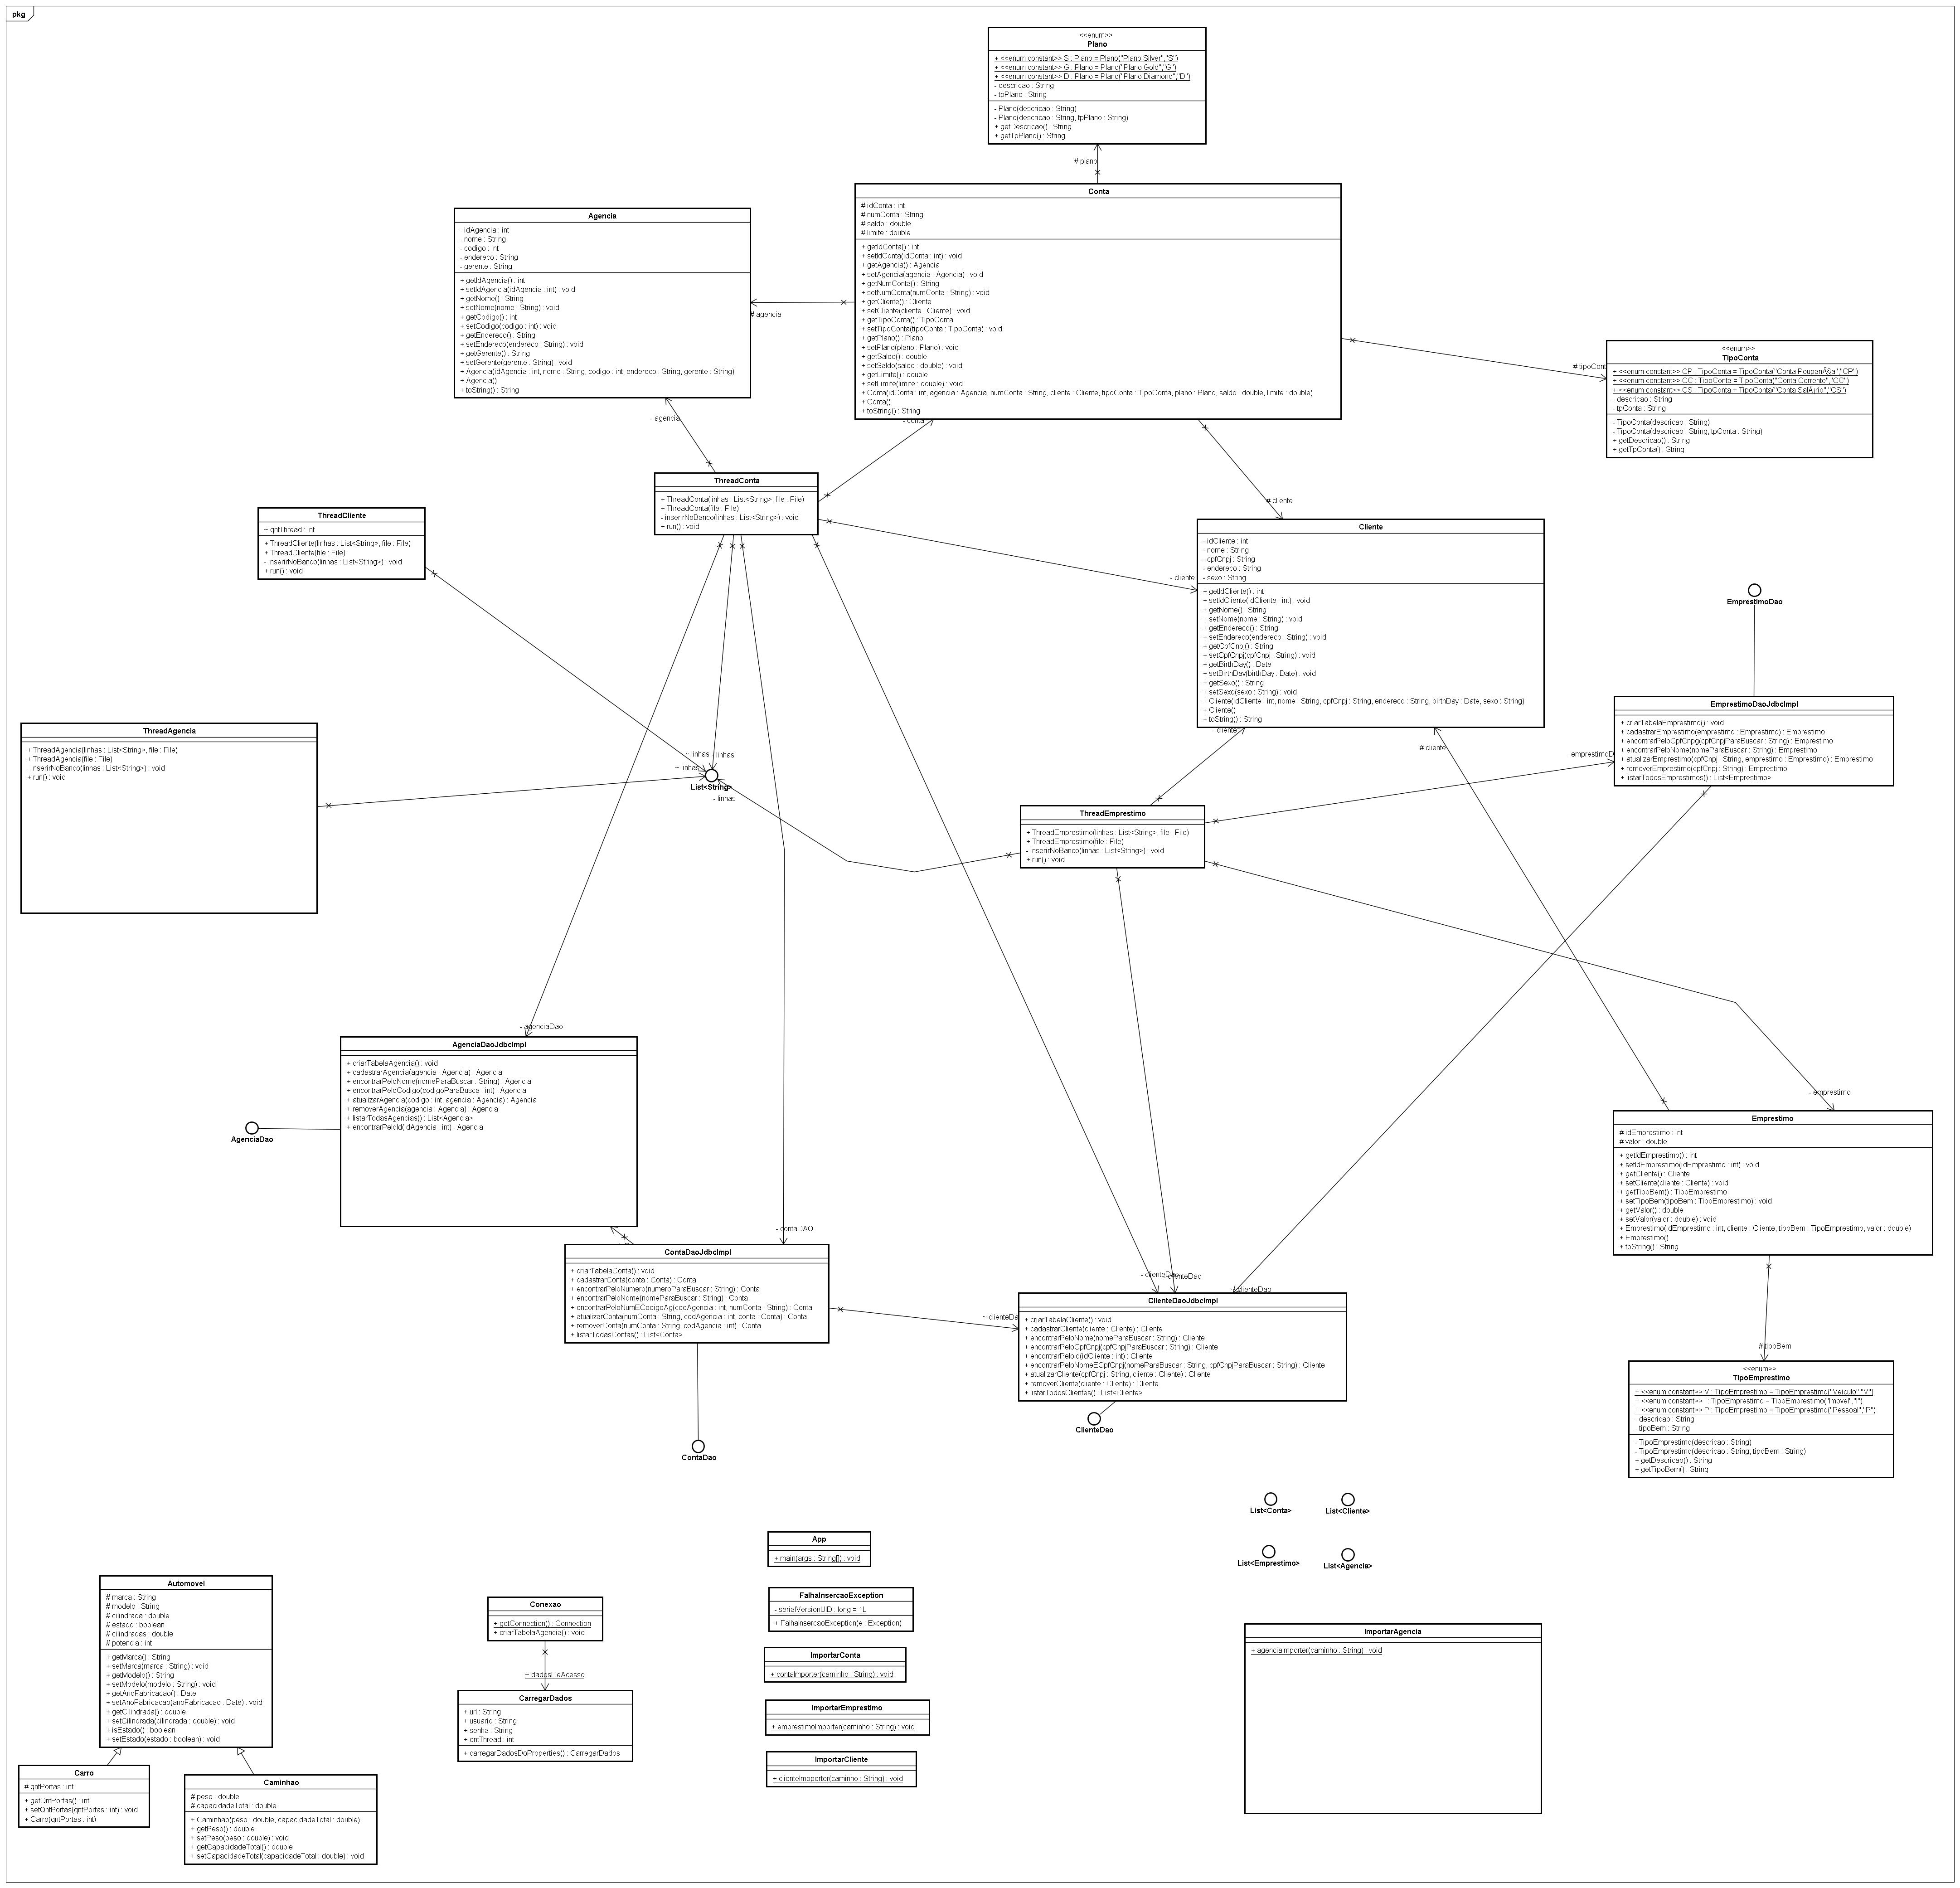 pkg
<<enum>>
Plano
+ <<enum constant>> S : Plano = Plano("Plano Silver","S")
+ <<enum constant>> G : Plano = Plano("Plano Gold","G")
+ <<enum constant>> D : Plano = Plano("Plano Diamond","D")
- descricao : String
- tpPlano : String
- Plano(descricao : String)
- Plano(descricao : String, tpPlano : String)
+ getDescricao() : String
+ getTpPlano() : String
# plano
Conta
# idConta : int
# numConta : String
# saldo : double
# limite : double
+ getIdConta() : int
+ setIdConta(idConta : int) : void
+ getAgencia() : Agencia
+ setAgencia(agencia : Agencia) : void
+ getNumConta() : String
+ setNumConta(numConta : String) : void
+ getCliente() : Cliente
+ setCliente(cliente : Cliente) : void
+ getTipoConta() : TipoConta
+ setTipoConta(tipoConta : TipoConta) : void
+ getPlano() : Plano
+ setPlano(plano : Plano) : void
+ getSaldo() : double
+ setSaldo(saldo : double) : void
+ getLimite() : double
+ setLimite(limite : double) : void
+ Conta(idConta : int, agencia : Agencia, numConta : String, cliente : Cliente, tipoConta : TipoConta, plano : Plano, saldo : double, limite : double)
+ Conta()
+ toString() : String
Agencia
- idAgencia : int
- nome : String
- codigo : int
- endereco : String
- gerente : String
+ getIdAgencia() : int
+ setIdAgencia(idAgencia : int) : void
+ getNome() : String
+ setNome(nome : String) : void
+ getCodigo() : int
+ setCodigo(codigo : int) : void
+ getEndereco() : String
+ setEndereco(endereco : String) : void
+ getGerente() : String
+ setGerente(gerente : String) : void
+ Agencia(idAgencia : int, nome : String, codigo : int, endereco : String, gerente : String)
+ Agencia()
+ toString() : String
# agencia
# tipoCont
<<enum>>
TipoConta
+ <<enum constant>> CP : TipoConta = TipoConta("Conta PoupanÃ§a","CP")
+ <<enum constant>> CC : TipoConta = TipoConta("Conta Corrente","CC")
+ <<enum constant>> CS : TipoConta = TipoConta("Conta SalÃ¡rio","CS")
- descricao : String
- tpConta : String
- TipoConta(descricao : String)
- TipoConta(descricao : String, tpConta : String)
+ getDescricao() : String
+ getTpConta() : String
- agencia
- conta
# cliente
ThreadConta
+ ThreadConta(linhas : List<String>, file : File)
+ ThreadConta(file : File)
- inserirNoBanco(linhas : List<String>) : void
+ run() : void
ThreadCliente
~ qntThread : int
+ ThreadCliente(linhas : List<String>, file : File)
+ ThreadCliente(file : File)
- inserirNoBanco(linhas : List<String>) : void
+ run() : void
Cliente
- idCliente : int
- nome : String
- cpfCnpj : String
- endereco : String
- sexo : String
+ getIdCliente() : int
+ setIdCliente(idCliente : int) : void
+ getNome() : String
+ setNome(nome : String) : void
+ getEndereco() : String
+ setEndereco(endereco : String) : void
+ getCpfCnpj() : String
+ setCpfCnpj(cpfCnpj : String) : void
+ getBirthDay() : Date
+ setBirthDay(birthDay : Date) : void
+ getSexo() : String
+ setSexo(sexo : String) : void
+ Cliente(idCliente : int, nome : String, cpfCnpj : String, endereco : String, birthDay : Date, sexo : String)
+ Cliente()
+ toString() : String
- cliente
- cliente
# cliente
EmprestimoDao
EmprestimoDaoJdbcImpl
+ criarTabelaEmprestimo() : void
+ cadastrarEmprestimo(emprestimo : Emprestimo) : Emprestimo
+ encontrarPeloCpfCnpg(cpfCnpjParaBuscar : String) : Emprestimo
+ encontrarPeloNome(nomeParaBuscar : String) : Emprestimo
+ atualizarEmprestimo(cpfCnpj : String, emprestimo : Emprestimo) : Emprestimo
+ removerEmprestimo(cpfCnpj : String) : Emprestimo
+ listarTodosEmprestimos() : List<Emprestimo>
- emprestimoD
ThreadAgencia
+ ThreadAgencia(linhas : List<String>, file : File)
+ ThreadAgencia(file : File)
- inserirNoBanco(linhas : List<String>) : void
+ run() : void
~ linhas
- linhas
~ linhas
List<String>
- linhas
ThreadEmprestimo
+ ThreadEmprestimo(linhas : List<String>, file : File)
+ ThreadEmprestimo(file : File)
- inserirNoBanco(linhas : List<String>) : void
+ run() : void
- agenciaDao
AgenciaDaoJdbcImpl
+ criarTabelaAgencia() : void
+ cadastrarAgencia(agencia : Agencia) : Agencia
+ encontrarPeloNome(nomeParaBuscar : String) : Agencia
+ encontrarPeloCodigo(codigoParaBusca : int) : Agencia
+ atualizarAgencia(codigo : int, agencia : Agencia) : Agencia
+ removerAgencia(agencia : Agencia) : Agencia
+ listarTodasAgencias() : List<Agencia>
+ encontrarPeloId(idAgencia : int) : Agencia
AgenciaDao
- emprestimo
Emprestimo
# idEmprestimo : int
# valor : double
+ getIdEmprestimo() : int
+ setIdEmprestimo(idEmprestimo : int) : void
+ getCliente() : Cliente
+ setCliente(cliente : Cliente) : void
+ getTipoBem() : TipoEmprestimo
+ setTipoBem(tipoBem : TipoEmprestimo) : void
+ getValor() : double
+ setValor(valor : double) : void
+ Emprestimo(idEmprestimo : int, cliente : Cliente, tipoBem : TipoEmprestimo, valor : double)
+ Emprestimo()
+ toString() : String
- contaDAO
ContaDaoJdbcImpl
+ criarTabelaConta() : void
+ cadastrarConta(conta : Conta) : Conta
+ encontrarPeloNumero(numeroParaBuscar : String) : Conta
+ encontrarPeloNome(nomeParaBuscar : String) : Conta
+ encontrarPeloNumECodigoAg(codAgencia : int, numConta : String) : Conta
+ atualizarConta(numConta : String, codAgencia : int, conta : Conta) : Conta
+ removerConta(numConta : String, codAgencia : int) : Conta
+ listarTodasContas() : List<Conta>
- clienteDao
- clienteDao
- clienteDao
~ clienteDa
ClienteDaoJdbcImpl
+ criarTabelaCliente() : void
+ cadastrarCliente(cliente : Cliente) : Cliente
+ encontrarPeloNome(nomeParaBuscar : String) : Cliente
+ encontrarPeloCpfCnpj(cpfCnpjParaBuscar : String) : Cliente
+ encontrarPeloId(idCliente : int) : Cliente
+ encontrarPeloNomeECpfCnpj(nomeParaBuscar : String, cpfCnpjParaBuscar : String) : Cliente
+ atualizarCliente(cpfCnpj : String, cliente : Cliente) : Cliente
+ removerCliente(cliente : Cliente) : Cliente
+ listarTodosClientes() : List<Cliente>
ClienteDao
ContaDao
# tipoBem
<<enum>>
TipoEmprestimo
+ <<enum constant>> V : TipoEmprestimo = TipoEmprestimo("Veiculo","V")
+ <<enum constant>> I : TipoEmprestimo = TipoEmprestimo("Imovel","I")
+ <<enum constant>> P : TipoEmprestimo = TipoEmprestimo("Pessoal","P")
- descricao : String
- tipoBem : String
- TipoEmprestimo(descricao : String)
- TipoEmprestimo(descricao : String, tipoBem : String)
+ getDescricao() : String
+ getTipoBem() : String
List<Conta>
List<Cliente>
List<Emprestimo>
List<Agencia>
App
+ main(args : String[]) : void
FalhaInsercaoException
- serialVersionUID : long = 1L
+ FalhaInsercaoException(e : Exception)
ImportarConta
+ contaImporter(caminho : String) : void
ImportarEmprestimo
+ emprestimoImporter(caminho : String) : void
ImportarCliente
+ clienteImoporter(caminho : String) : void
ImportarAgencia
+ agenciaImporter(caminho : String) : void
Automovel
# marca : String
# modelo : String
# cilindrada : double
# estado : boolean
# cilindradas : double
# potencia : int
+ getMarca() : String
+ setMarca(marca : String) : void
+ getModelo() : String
+ setModelo(modelo : String) : void
+ getAnoFabricacao() : Date
+ setAnoFabricacao(anoFabricacao : Date) : void
+ getCilindrada() : double
+ setCilindrada(cilindrada : double) : void
+ isEstado() : boolean
+ setEstado(estado : boolean) : void
Carro
# qntPortas : int
+ getQntPortas() : int
+ setQntPortas(qntPortas : int) : void
+ Carro(qntPortas : int)
Caminhao
# peso : double
# capacidadeTotal : double
+ Caminhao(peso : double, capacidadeTotal : double)
+ getPeso() : double
+ setPeso(peso : double) : void
+ getCapacidadeTotal() : double
+ setCapacidadeTotal(capacidadeTotal : double) : void
Conexao
+ getConnection() : Connection
+ criarTabelaAgencia() : void
~ dadosDeAcesso
CarregarDados
+ url : String
+ usuario : String
+ senha : String
+ qntThread : int
+ carregarDadosDoProperties() : CarregarDados